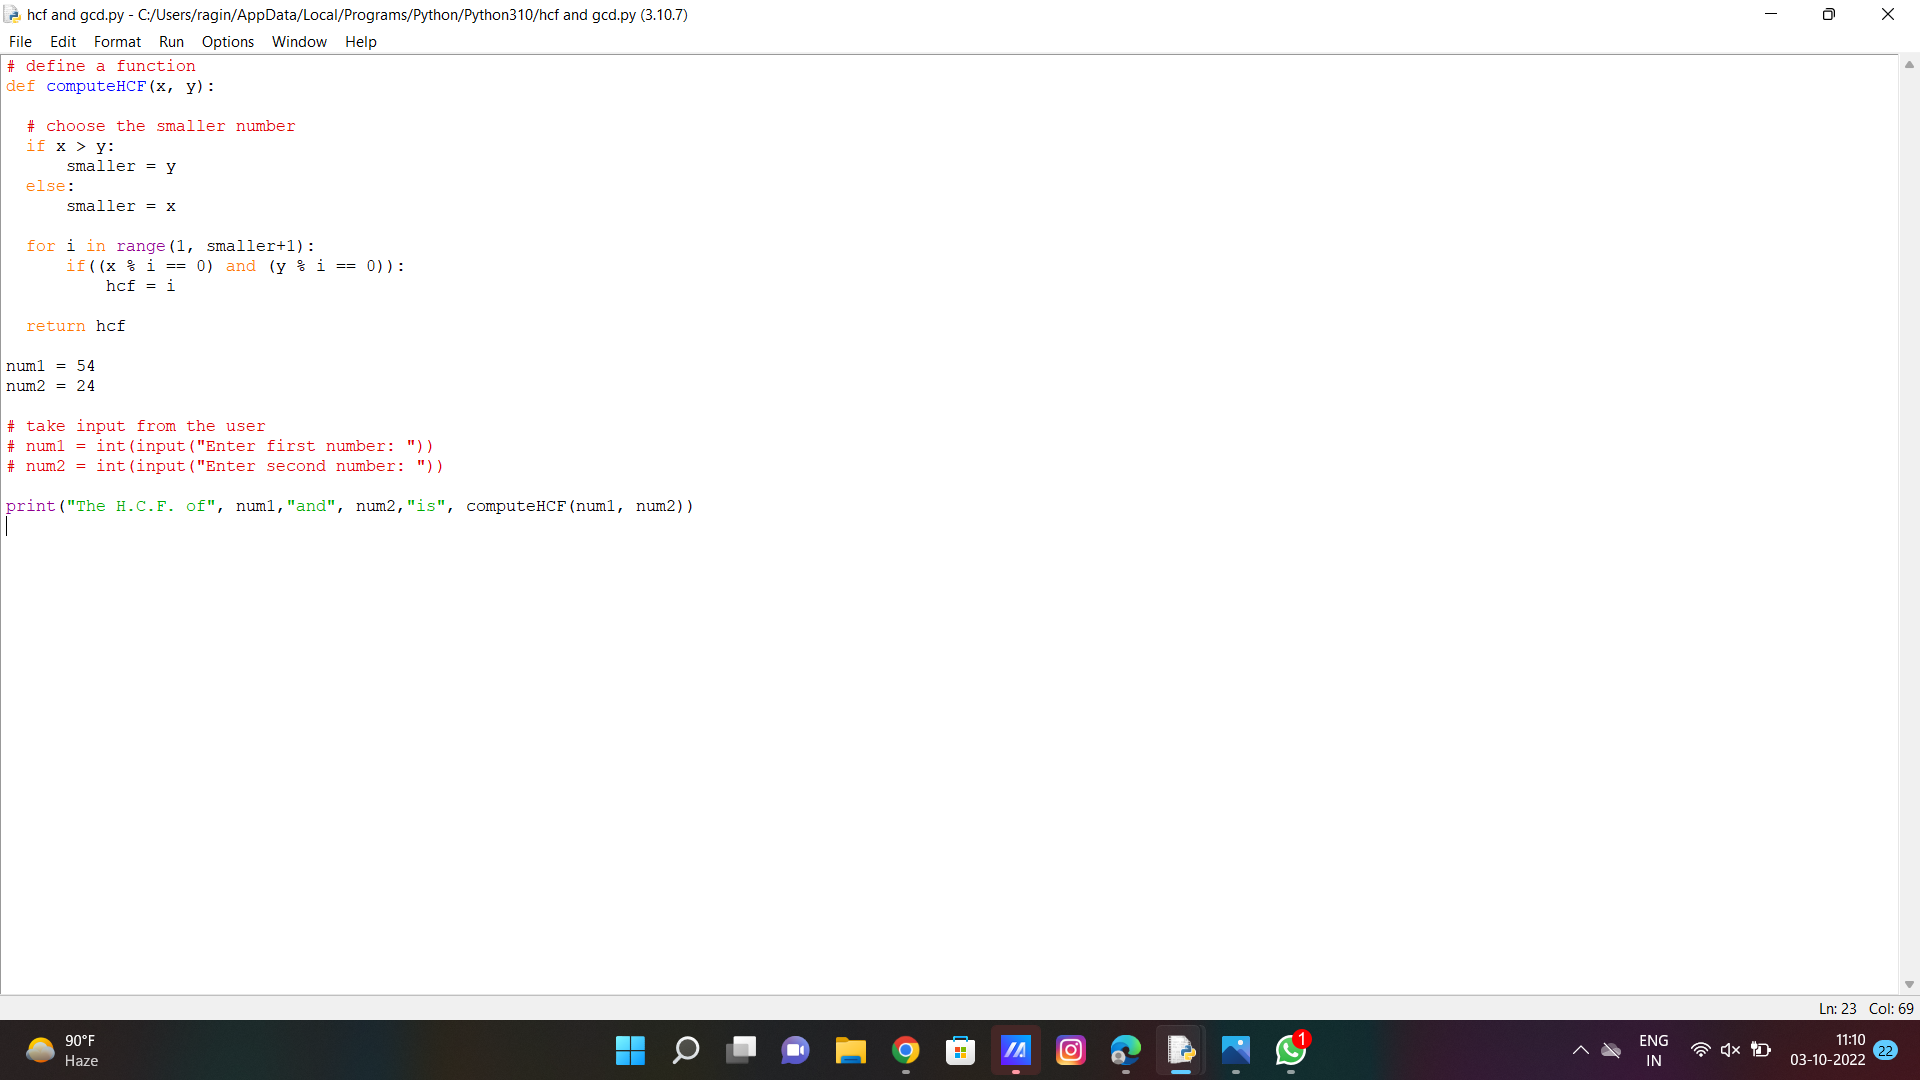 hcf and gcd.py - C:/Users/ragin/AppData/Local/Programs/Python/Python310/hcf and gcd.py (3.10.7)
File Edit Format Run Options Window Help
# define a function
def computeHCF(x, y):

  # choose the smaller number
  if x > y:
      smaller = y
  else:
      smaller = x

  for i in range(1, smaller+1):
      if((x % i == 0) and (y % i == 0)):
          hcf = i

  return hcf

num1 = 54
num2 = 24

# take input from the user
# num1 = int(input("Enter first number: "))
# num2 = int(input("Enter second number: "))

print("The H.C.F. of", num1,"and", num2,"is", computeHCF(num1, num2))
Ln: 23 Col: 69
90°F
Haze
1
ENG
IN
11:10
03-10-2022
22